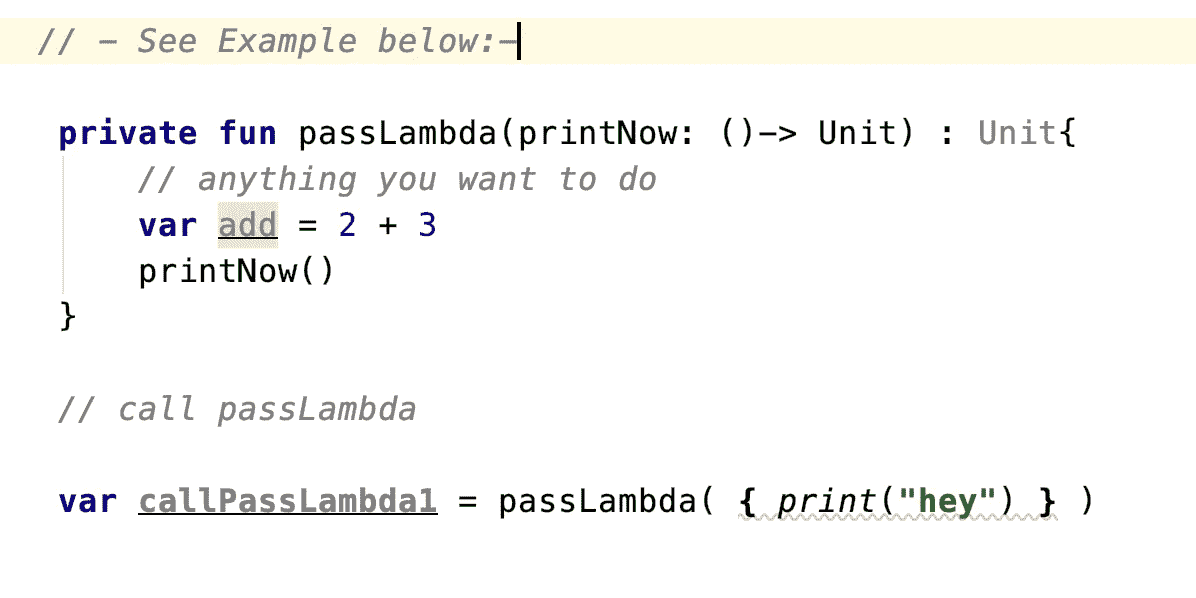 // - See Example below:-
private fun passLambda(printNow: ()-> Unit) : Unit{
// anything you want to do
var add = 2 + 3
printNow()
}
// call passLambda
var callPassLambda1 = passLambda( { print("hey") } )